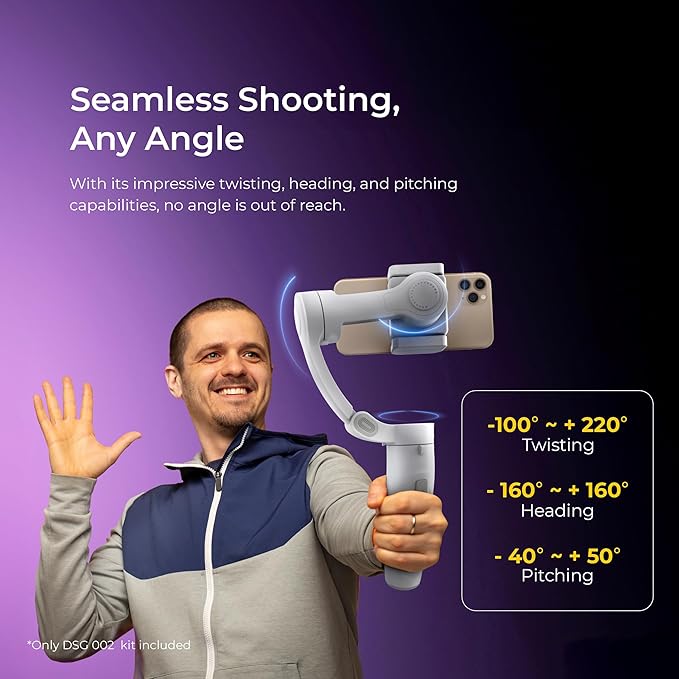 Seamless Shooting,
Any Angle
With its impressive twisting, heading, and pitching
capabilities, no angle is out of reach.
-100° ~ + 220°
Twisting
- 160° ~ + 160°
Heading
- 40° ~ + 50°
Pitching
*Only DSG 002  kit included